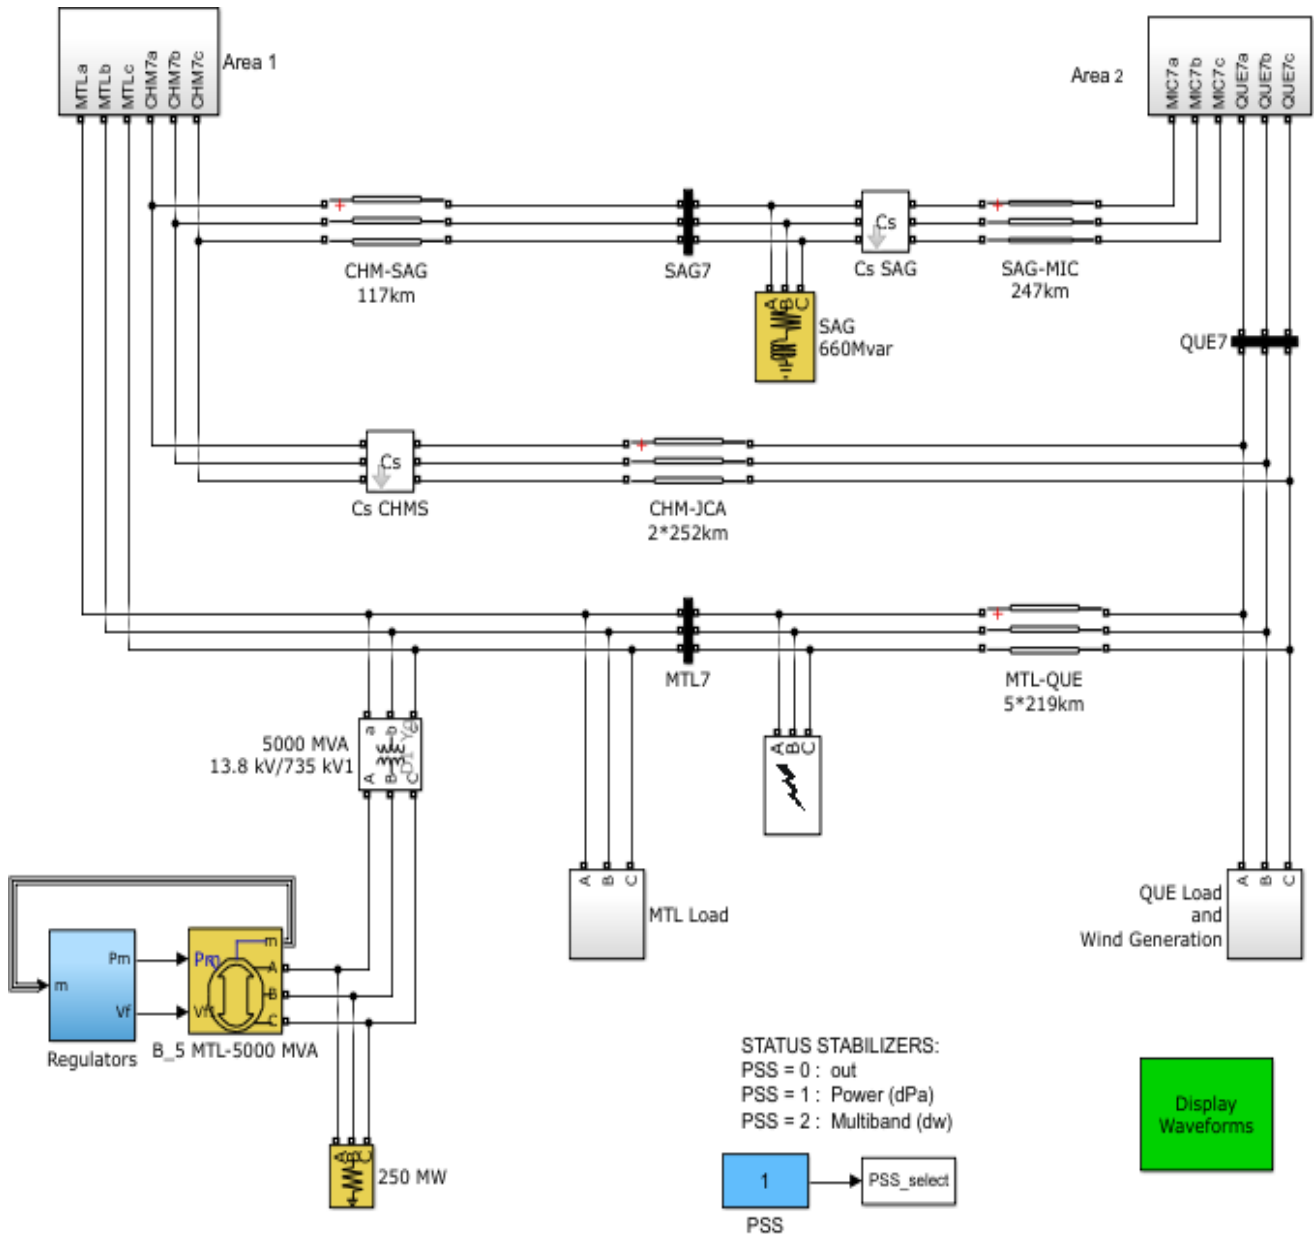 Area 1
MTLa
MTLb
MTLc
CHM7a
CHM7b
CHM7c
Area 2
MIC7a
MIC7b
MIC7c
QUE7a
QUE7b
QUE7c
CHM-SAG
117km
SAG7
Cs
Cs SAG
SAG-MIC
247km
A
B
C
SAG
660Mvar
QUE7
Cs
Cs CHMS
CHM-JCA
2*252km
MTL7
MTL-QUE
5*219km
a
b
c
D1 Yg
A
B
C
5000 MVA
13.8 kV/735 kV1
A
B
C
A
B
C
MTL Load
A
B
C
QUE Load
and
Wind Generation
m
Pm
Vf
Regulators
Pm
Vf
m
A
B
C
B_5 MTL-5000 MVA
A
B
C
250 MW
STATUS STABILIZERS:
PSS = 0 : out
PSS = 1 : Power (dPa)
PSS = 2 : Multiband (dw)
1
PSS
PSS_select
Display
Waveforms